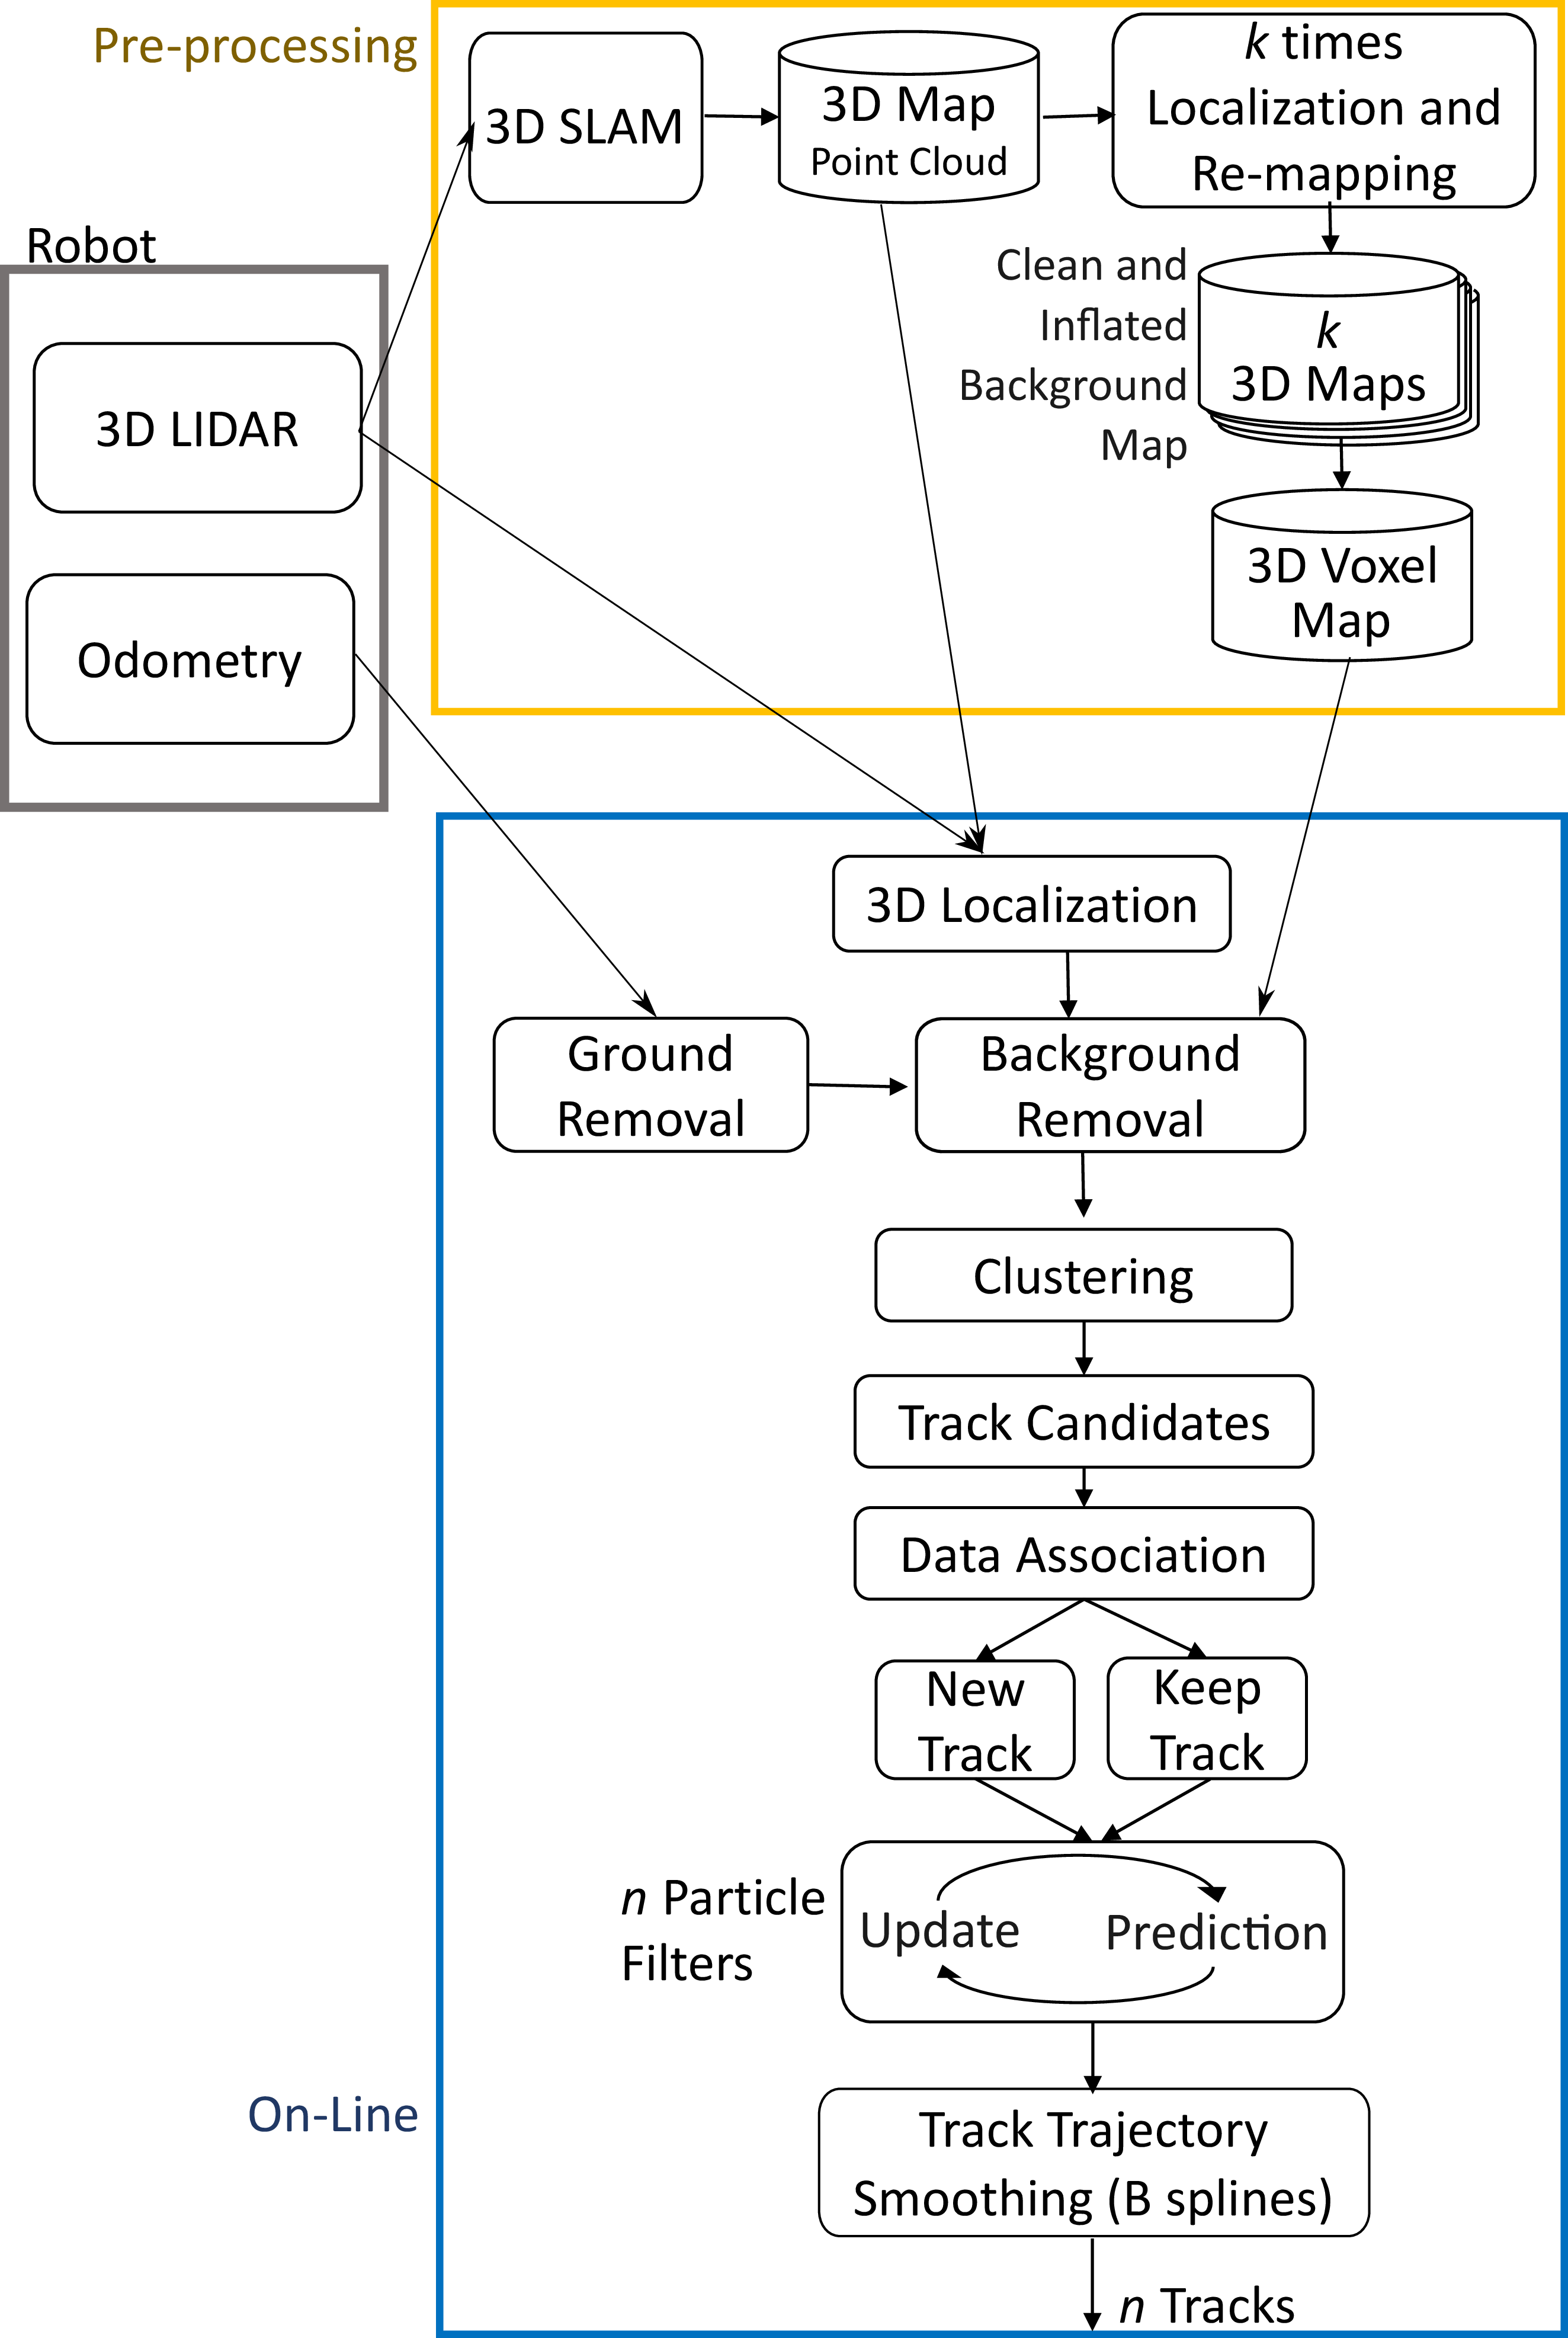 Pre-processing
3D SLAM
3D Map
Point Cloud
k times
Localization and
Re-mapping
Robot
3D LIDAR
Odometry
Clean and
Inflated
Background
Map
k
3D Maps
3D Voxel
Map
3D Localization
Ground
Removal
Background
Removal
Clustering
Track Candidates
Data Association
New
Track
Keep
Track
n Particle
Filters
Update
Prediction
On-Line
Track Trajectory
Smoothing (B splines)
n Tracks